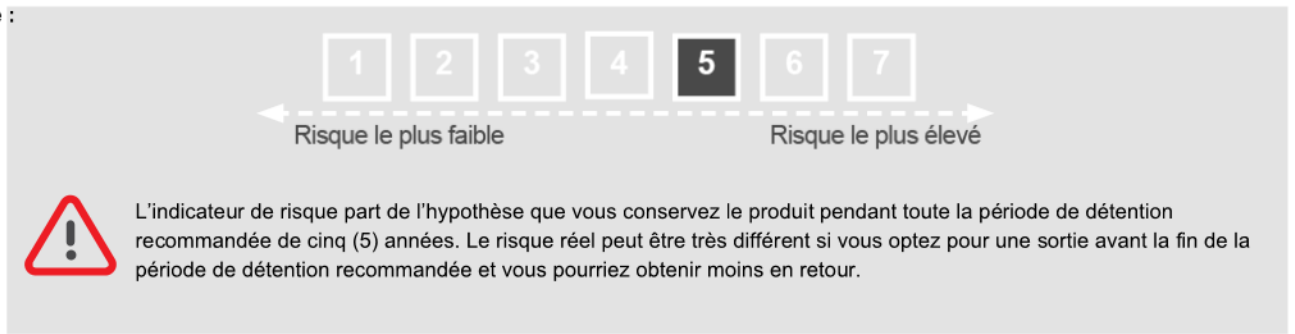 :
1 2 3 4 5 6 7
Risque le plus faible Risque le plus élevé
L'indicateur de risque part de l'hypothèse que vous conservez le produit pendant toute la période de détention
recommandée de cinq (5) années. Le risque réel peut être très différent si vous optez pour une sortie avant la fin de la
période de détention recommandée et vous pourriez obtenir moins en retour.